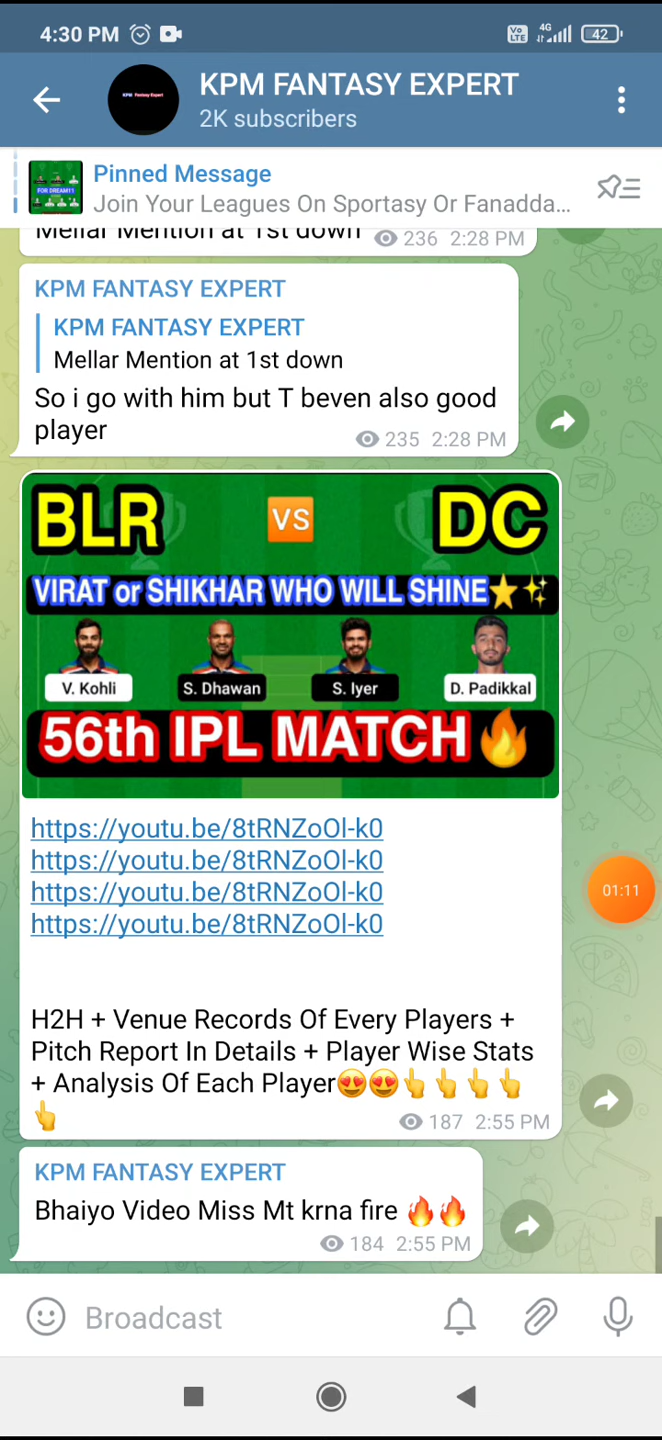 4:30 PM
Vo LTE 4G 42
KPM FANTASY EXPERT
2K subscribers
Pinned Message
FOR DREAM11
Join Your Leagues On Sportasy Or Fanadda...
Mellar Mention at 1st down 236 2:28 PM
KPM FANTASY EXPERT
KPM FANTASY EXPERT
Mellar Mention at 1st down
So i go with him but T beven also good
player
235 2:28 PM
BLR VS DC
VIRAT or SHIKHAR WHO WILL SHINE⭐✨
V. Kohli S. Dhawan S. Iyer D. Padikkal
56th IPL MATCH🔥
https://youtu.be/8tRNZoOl-k0
https://youtu.be/8tRNZoOl-k0
01:11
https://youtu.be/8tRNZoOl-k0
https://youtu.be/8tRNZoOl-k0
H2H + Venue Records Of Every Players +
Pitch Report In Details + Player Wise Stats
+ Analysis Of Each Player😍😍👆👆👆👆
👆
187 2:55 PM
KPM FANTASY EXPERT
Bhaiyo Video Miss Mt krna fire 🔥🔥
184 2:55 PM
Broadcast